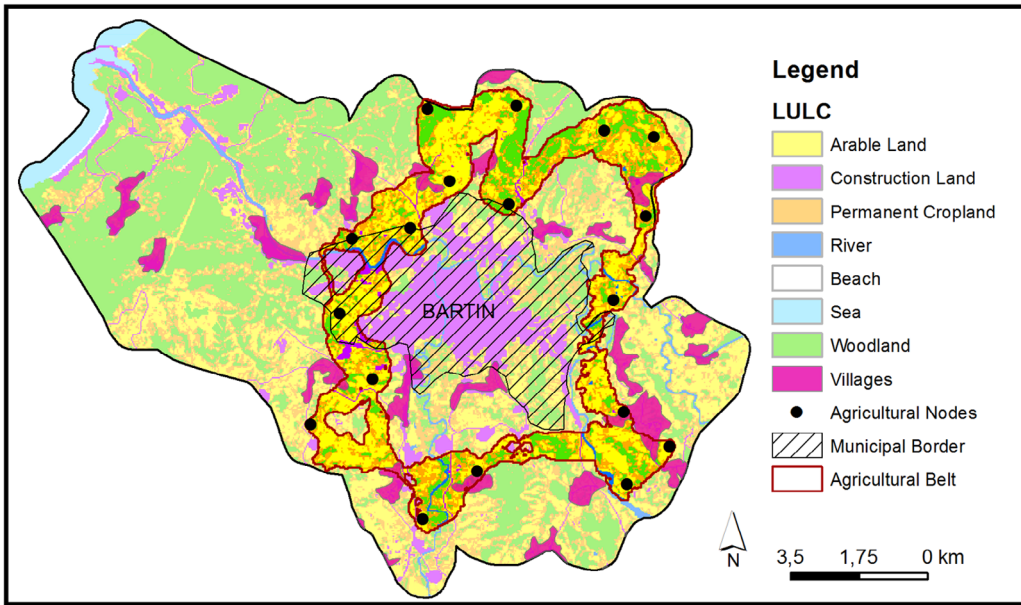 Legend
LULC
Arable Land
Construction Land
Permanent Cropland
River
Beach
Sea
Woodland
Villages
Agricultural Nodes
Municipal Border
Agricultural Belt
BARTIN
N
3,5 1,75 0 km